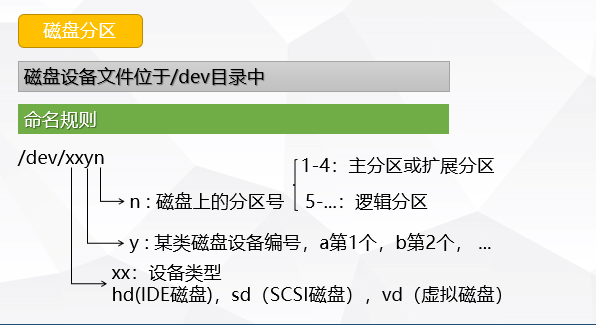 磁盘分区
磁盘设备文件位于/dev目录中
命名规则
/dev/xxyn
1-4：主分区或扩展分区
n : 磁盘上的分区号
5-...：逻辑分区
y : 某类磁盘设备编号，a第1个，b第2个， ...
xx：设备类型
hd(IDE磁盘)，sd（SCSI磁盘），vd（虚拟磁盘）